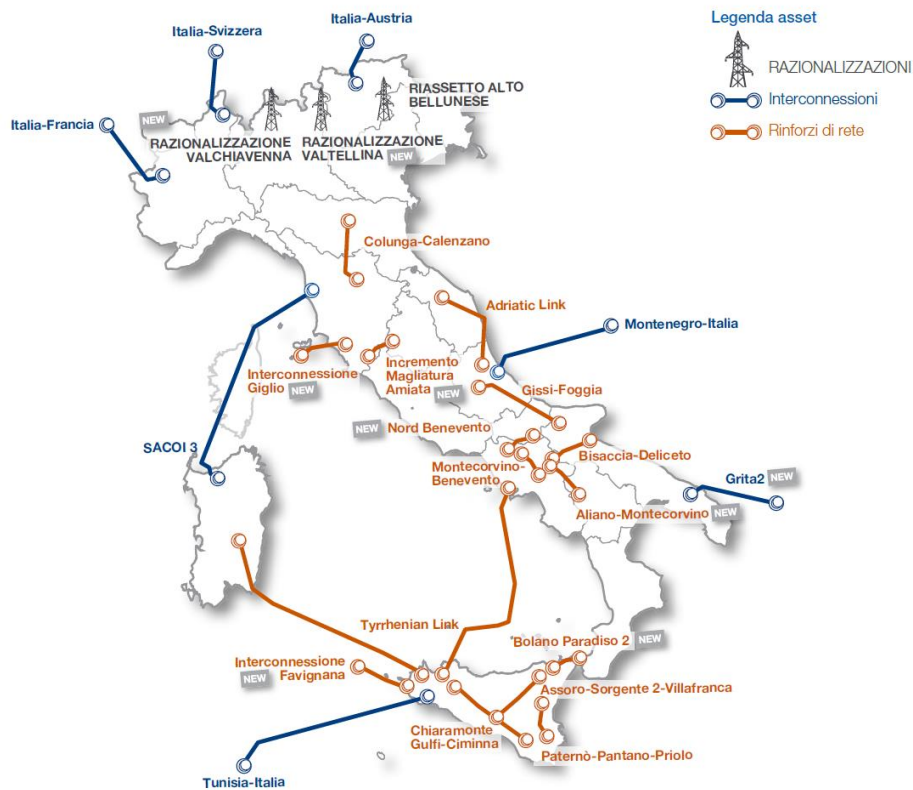 Italia-Austria
Legenda asset
Italia-Svizzera
RAZIONALIZZAZIONI
RIASSETTO ALTO
BELLUNESE
Interconnessioni
Italia-Francia
NEW
RAZIONALIZZAZIONE
VALCHIAVENNA
RAZIONALIZZAZIONE
VALTELLINA NEW
Rinforzi di rete
Colunga-Calenzano
Adriatic Link
Montenegro-Italia
Interconnessione
Giglio NEW
Incremento
Magliatura
Amiata NEW
Gissi-Foggia
NEW Nord Benevento
SACOI 3
Bisaccia-Deliceto
Montecorvino-
Benevento
Grita2 NEW
Aliano-Montecorvino NEW
Tyrrhenian Link
Bolano Paradiso 2 NEW
Interconnessione
NEW Favignana
Assoro-Sorgente 2-Villafranca
Chiaramonte
Gulfi-Ciminna
Paternò-Pantano-Priolo
Tunisia-Italia